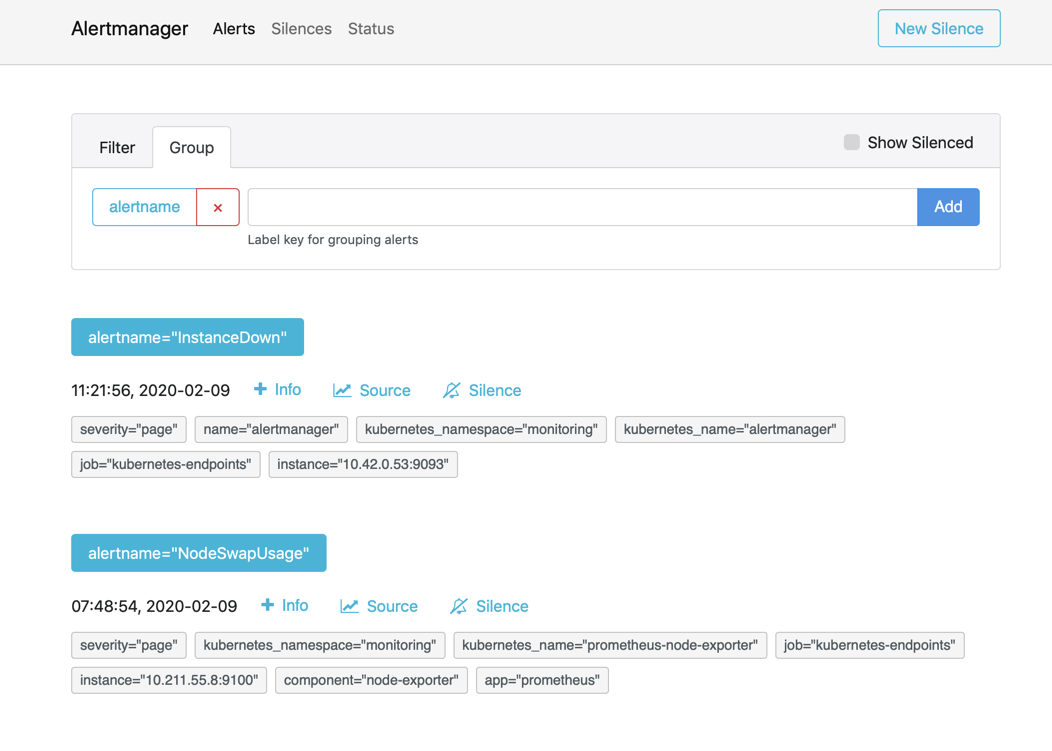 Alertmanager Alerts Silences Status New Silence
Filter Group Show Silenced
alertname × Add
Label key for grouping alerts
alertname="InstanceDown"
11:21:56, 2020-02-09 + Info Source Silence
severity="page" name="alertmanager" kubernetes_namespace="monitoring" kubernetes_name="alertmanager"
job="kubernetes-endpoints" instance="10.42.0.53:9093"
alertname="NodeSwapUsage"
07:48:54, 2020-02-09 + Info Source Silence
severity="page" kubernetes_namespace="monitoring" kubernetes_name="prometheus-node-exporter" job="kubernetes-endpoints"
instance="10.211.55.8:9100" component="node-exporter" app="prometheus"